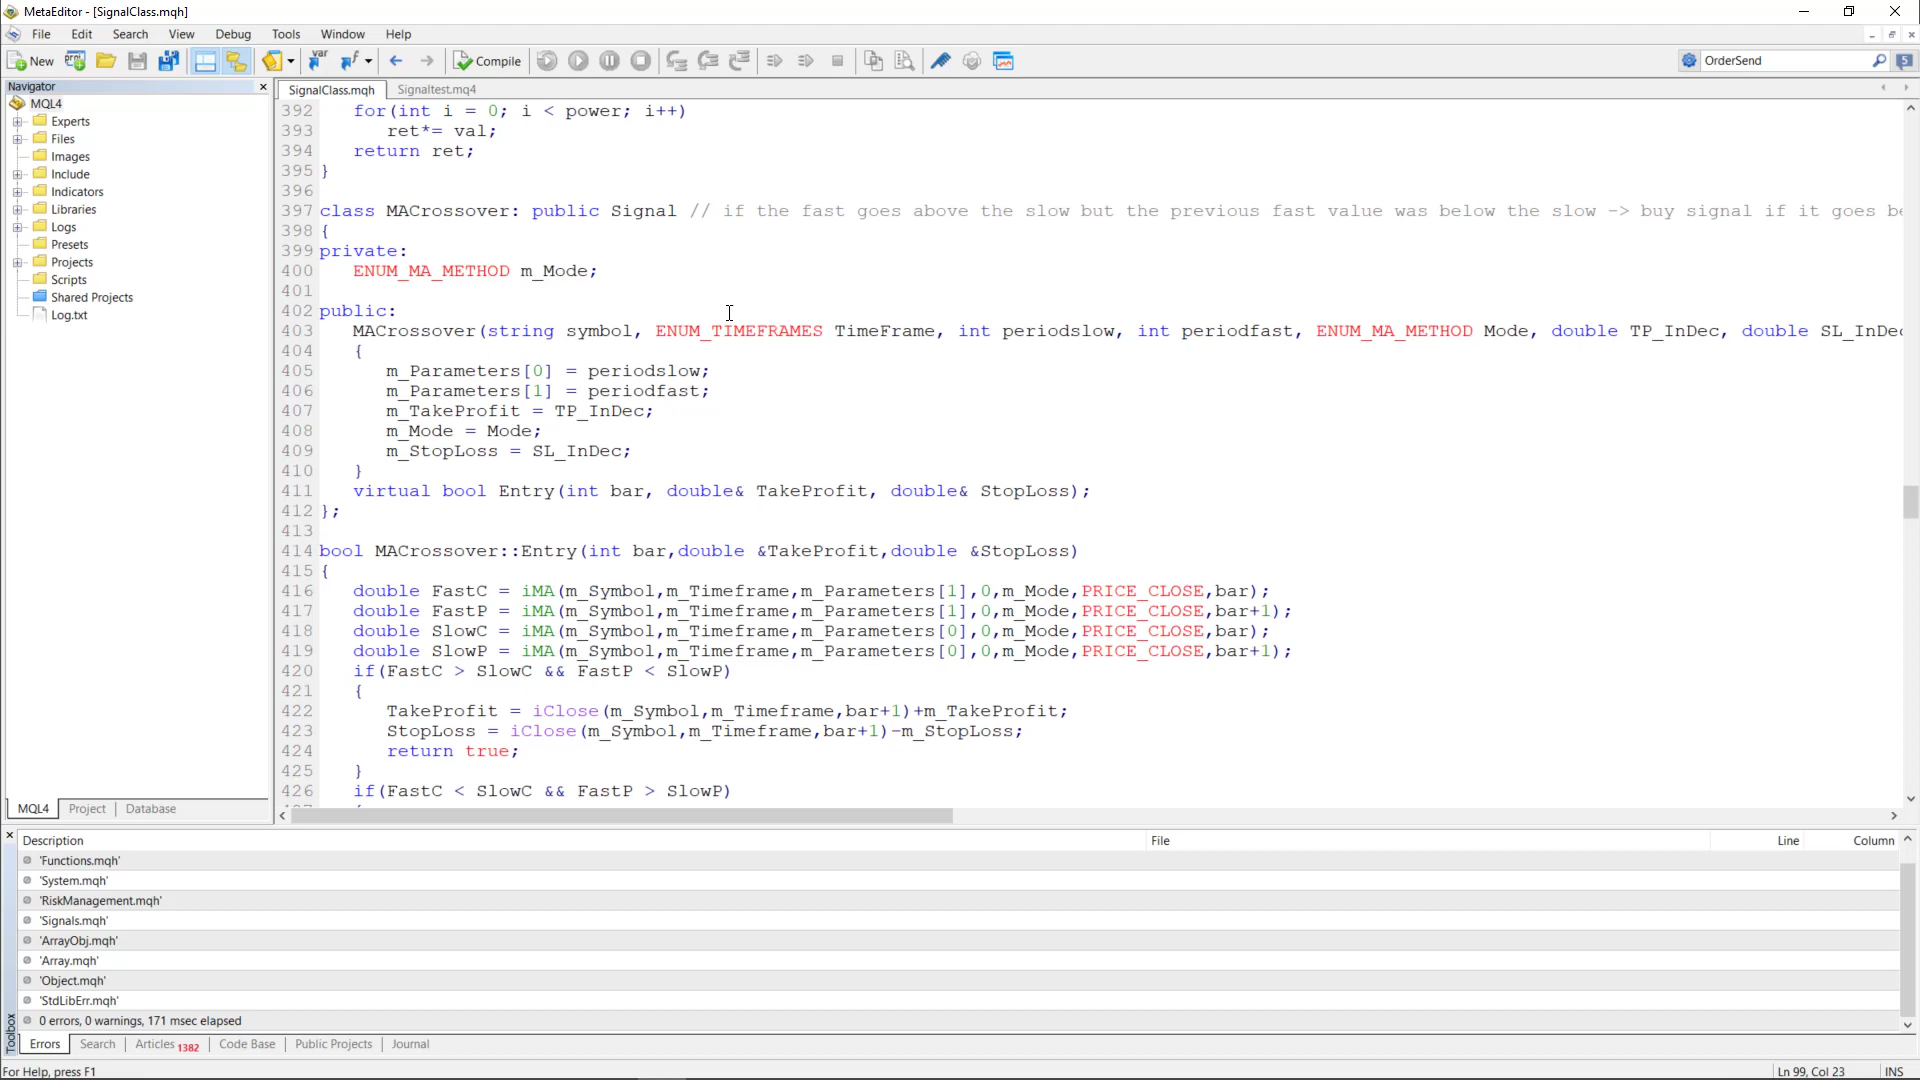 MetaEditor - [SignalClass.mqh]
File Edit Search View Debug Tools Window Help
New Compile OrderSend 5
Navigator
MQL4
Experts
Files
Images
Include
Indicators
Libraries
Logs
Presets
Projects
Scripts
Shared Projects
Log.txt
MQL4 Project Database
SignalClass.mqh Signaltest.mq4
392 for(int i = 0; i < power; i++)
393 ret*= val;
394 return ret;
395 }
396
397 class MACrossover: public Signal // if the fast goes above the slow but the previous fast value was below the slow -> buy signal if it goes be
398 {
399 private:
400 ENUM_MA_METHOD m_Mode;
401
402 public:
403 MACrossover(string symbol, ENUM_TIMEFRAMES TimeFrame, int periodslow, int periodfast, ENUM_MA_METHOD Mode, double TP_InDec, double SL_InDec
404 {
405 m_Parameters[0] = periodslow;
406 m_Parameters[1] = periodfast;
407 m_TakeProfit = TP_InDec;
408 m_Mode = Mode;
409 m_StopLoss = SL_InDec;
410 }
411 virtual bool Entry(int bar, double& TakeProfit, double& StopLoss);
412 };
413
414 bool MACrossover::Entry(int bar,double &TakeProfit,double &StopLoss)
415 {
416 double FastC = iMA(m_Symbol,m_Timeframe,m_Parameters[1],0,m_Mode,PRICE_CLOSE,bar);
417 double FastP = iMA(m_Symbol,m_Timeframe,m_Parameters[1],0,m_Mode,PRICE_CLOSE,bar+1);
418 double SlowC = iMA(m_Symbol,m_Timeframe,m_Parameters[0],0,m_Mode,PRICE_CLOSE,bar);
419 double SlowP = iMA(m_Symbol,m_Timeframe,m_Parameters[0],0,m_Mode,PRICE_CLOSE,bar+1);
420 if(FastC > SlowC && FastP < SlowP)
421 {
422 TakeProfit = iClose(m_Symbol,m_Timeframe,bar+1)+m_TakeProfit;
423 StopLoss = iClose(m_Symbol,m_Timeframe,bar+1)-m_StopLoss;
424 return true;
425 }
426 if(FastC < SlowC && FastP > SlowP)
Description File Line Column
'Functions.mqh'
'System.mqh'
'RiskManagement.mqh'
'Signals.mqh'
'ArrayObj.mqh'
'Array.mqh'
'Object.mqh'
'StdLibErr.mqh'
0 errors, 0 warnings, 171 msec elapsed
Toolbox
Errors Search Articles 1382 Code Base Public Projects Journal
For Help, press F1 Ln 99, Col 23 INS